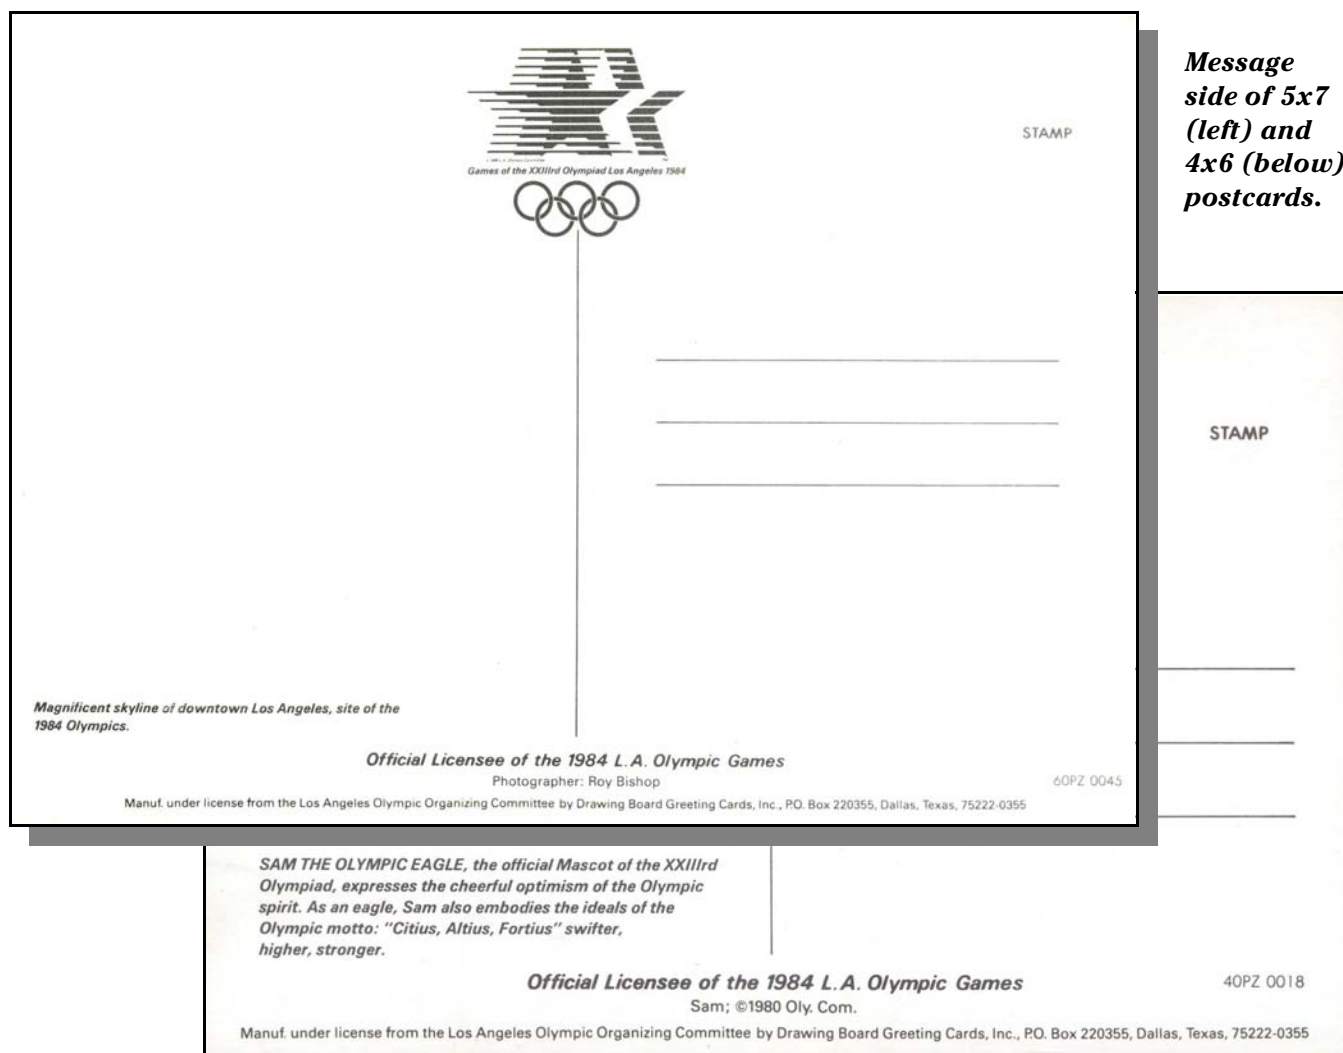 Message
side of 5x7
(left) and
4x6 (below)
postcards.
Games of the XXIIIrd Olympiad Los Angeles 1984
STAMP
Magnificent skyline of downtown Los Angeles, site of the
1984 Olympics.
Official Licensee of the 1984 L.A. Olympic Games
Photographer: Roy Bishop
60PZ 0045
Manuf. under license from the Los Angeles Olympic Organizing Committee by Drawing Board Greeting Cards, Inc., P.O. Box 220355, Dallas, Texas, 75222-0355
STAMP
SAM THE OLYMPIC EAGLE, the official Mascot of the XXIIIrd
Olympiad, expresses the cheerful optimism of the Olympic
spirit. As an eagle, Sam also embodies the ideals of the
Olympic motto: "Citius, Altius, Fortius" swifter,
higher, stronger.
Official Licensee of the 1984 L.A. Olympic Games
40PZ 0018
Sam; ©1980 Oly. Com.
Manuf. under license from the Los Angeles Olympic Organizing Committee by Drawing Board Greeting Cards, Inc., P.O. Box 220355, Dallas, Texas, 75222-0355